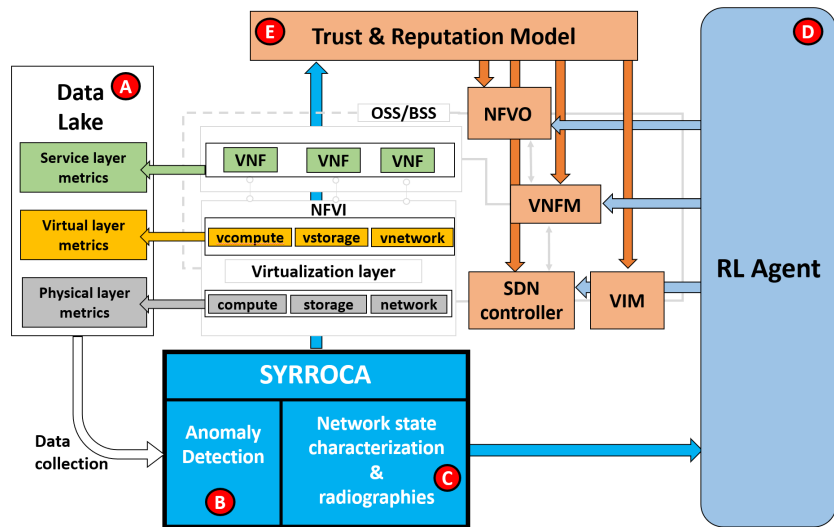 E
Trust & Reputation Model
D
A
Data
Lake
OSS/BSS
NFVO
Service layer
metrics
VNF
VNF
VNF
VNFM
NFVI
Virtual layer
metrics
vcompute
vstorage
vnetwork
Virtualization layer
RL Agent
Physical layer
metrics
compute
storage
network
SDN
controller
VIM
SYRROCA
Data
collection
Anomaly
Detection
B
Network state
characterization
&
radiographies
C